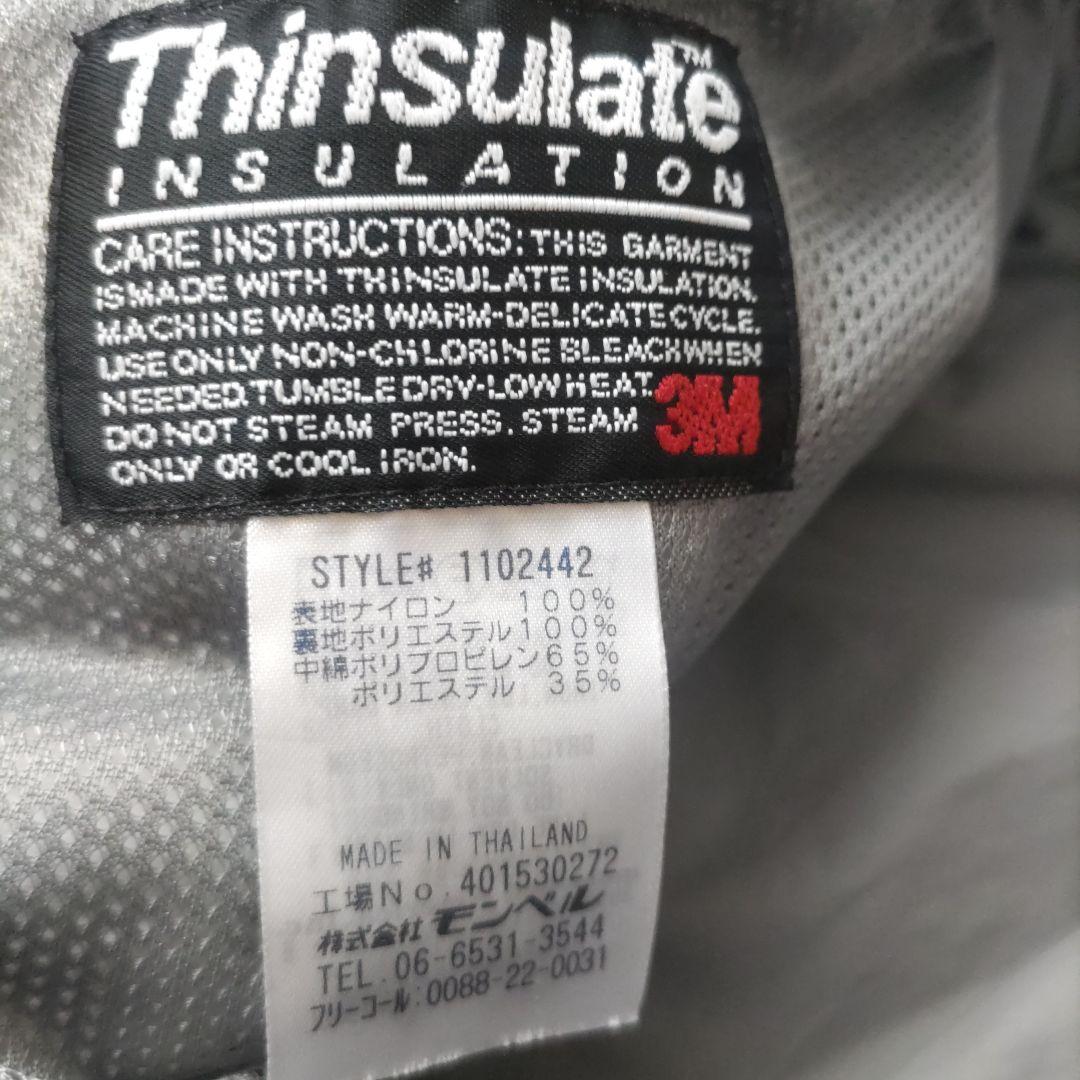 Thinsulate™
INSULATION
CARE INSTRUCTIONS: THIS GARMENT
IS MADE WITH THINSULATE INSULATION.
MACHINE WASH WARM-DELICATE CYCLE.
USE ONLY NON-CHLORINE BLEACH WHEN
NEEDED. TUMBLE DRY-LOW HEAT.
DO NOT STEAM PRESS. STEAM
ONLY OR COOL IRON.
3M
STYLE# 1102442
表地ナイロン 100%
裏地ポリエステル100%
中綿ポリプロピレン65%
ポリエステル 35%
MADE IN THAILAND
工場No.401530272
株式会社モンベル
TEL.06-6531-3544
フリーコール:0088-22-0031